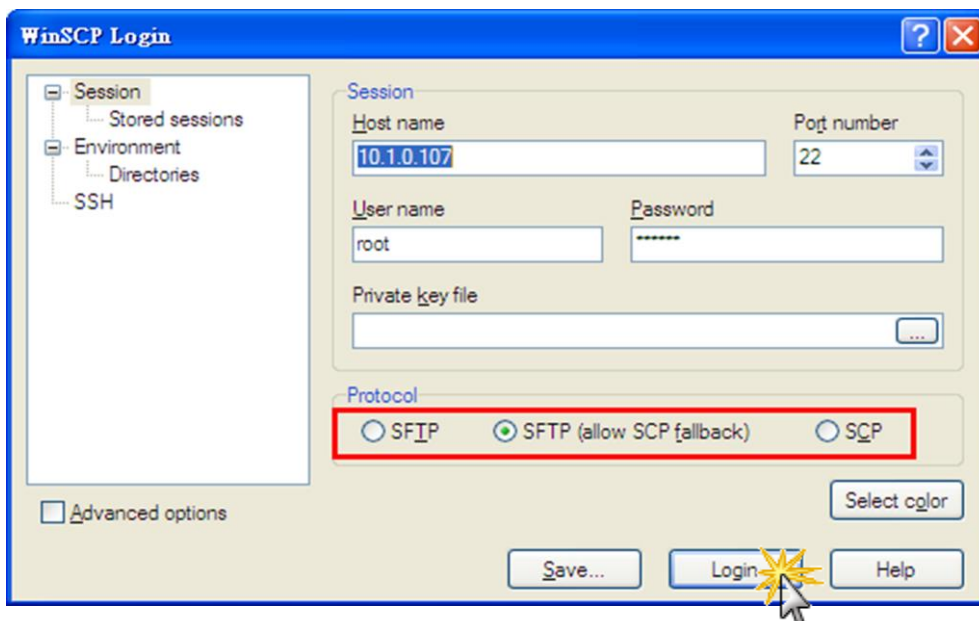 WinSCP Login
Session
Stored sessions
Environment
Directories
SSH
Advanced options
Session
Host name
Port number
10.1.0.107
22
User name
Password
root
******
Private key file
...
Protocol
SFTP
SFTP (allow SCP fallback)
SCP
Select color
Save...
Login
Help